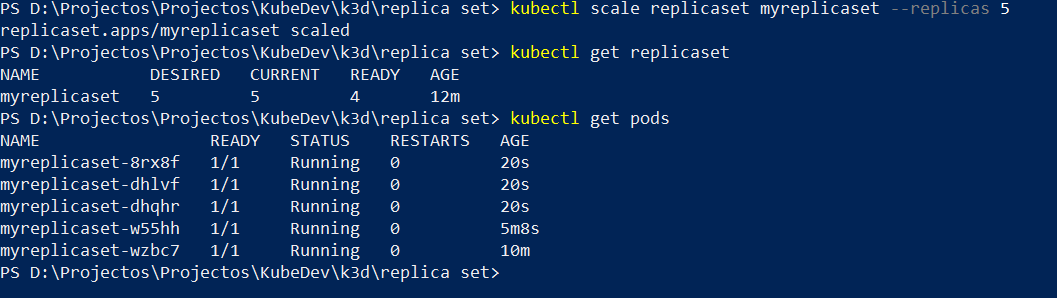 PS D:\Projectos\Projectos\KubeDev\k3d\replica set> kubectl scale replicaset myreplicaset --replicas 5
replicaset.apps/myreplicaset scaled
PS D:\Projectos\Projectos\KubeDev\k3d\replica set> kubectl get replicaset
NAME           DESIRED   CURRENT   READY   AGE
myreplicaset   5         5         4       12m
PS D:\Projectos\Projectos\KubeDev\k3d\replica set> kubectl get pods
NAME                 READY   STATUS    RESTARTS   AGE
myreplicaset-8rx8f   1/1     Running   0          20s
myreplicaset-dhlvf   1/1     Running   0          20s
myreplicaset-dhqhr   1/1     Running   0          20s
myreplicaset-w55hh   1/1     Running   0          5m8s
myreplicaset-wzbc7   1/1     Running   0          10m
PS D:\Projectos\Projectos\KubeDev\k3d\replica set>